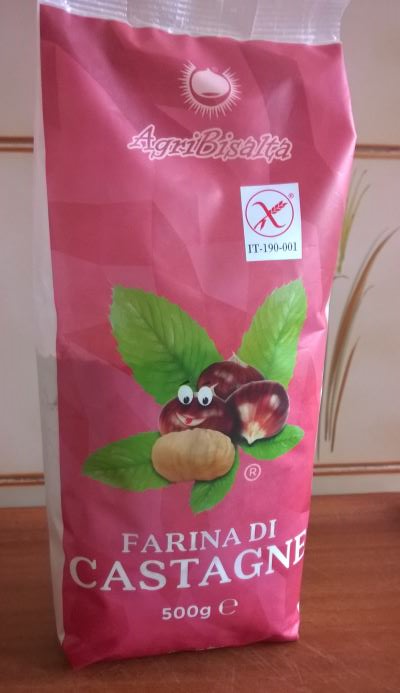 AgriBisalta
®
IT-190-001
®
FARINA DI
CASTAGNE
500g ℮